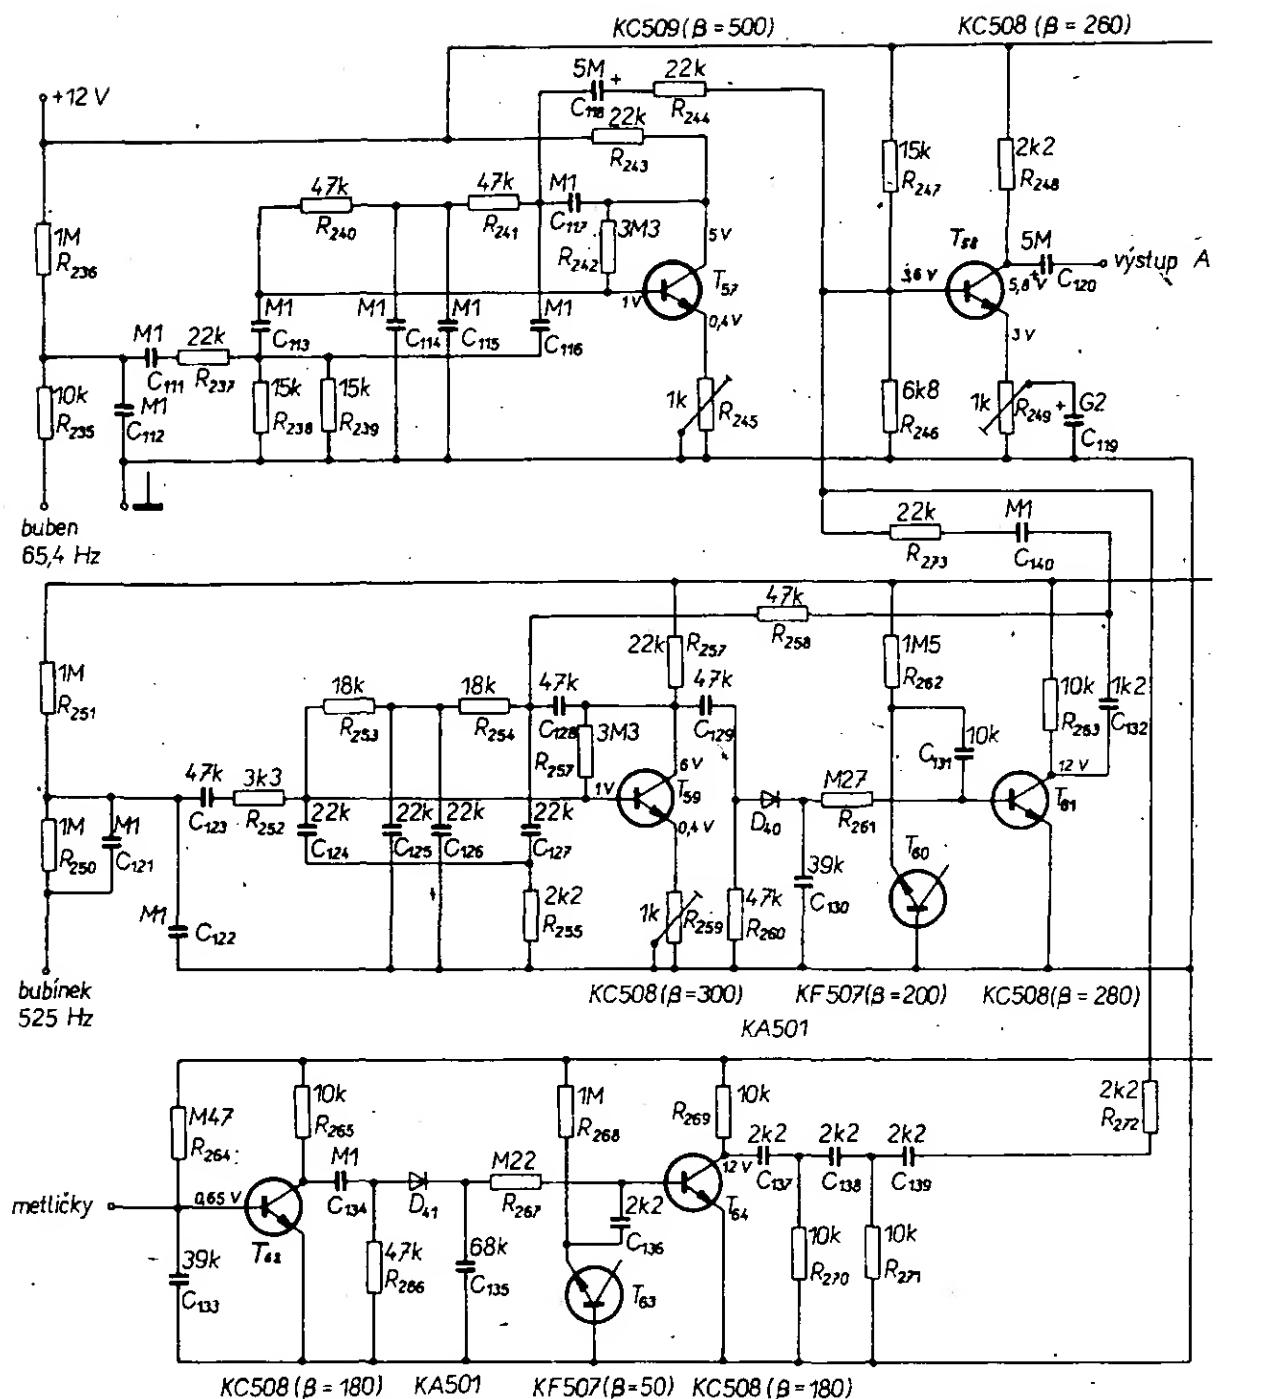 KC509 (β = 500)
KC508 (β = 260)
+12 V
5M +
C118
22k
R244
22k
R243
15k
R247
2k2
R248
47k
R240
47k
R241
M1
C117
3M3
R242
5V
1M
R236
T57
1V
0,4V
T58
3,6 V
5M
+
5,8 V
C120
výstup A
3V
M1
C111
22k
R237
M1
C113
M1
C114
M1
C115
M1
C116
10k
R235
M1
C112
15k
R238
15k
R239
1k
R245
6k8
R246
1k
R249
+
G2
C119
buben
65,4 Hz
22k
R273
M1
C140
47k
R258
1M
R251
18k
R253
18k
R254
47k
C128
22k
R257
47k
C129
1M5
R262
10k
R263
1k2
C132
3M3
R257
6V
10k
C131
12 V
47k
C123
3k3
R252
1V
T59
0,4 V
D40
M27
R261
T61
1M
R250
M1
C121
22k
C124
22k
C125
22k
C126
22k
C127
T60
39k
C130
M1
C122
2k2
R255
1k
R259
47k
R260
bubínek
525 Hz
KC508 (β=300)
KF507 (β=200)
KC508 (β = 280)
KA501
M47
R264
10k
R265
1M
R268
10k
R269
2k2
R272
M1
C134
D41
M22
R267
12 V
2k2
C137
2k2
C138
2k2
C139
metličky
0,65 V
T62
T64
2k2
C136
39k
C133
47k
R266
68k
C135
T63
10k
R270
10k
R271
KC508 (β = 180)
KA501
KF507 (β=50)
KC508 (β = 180)